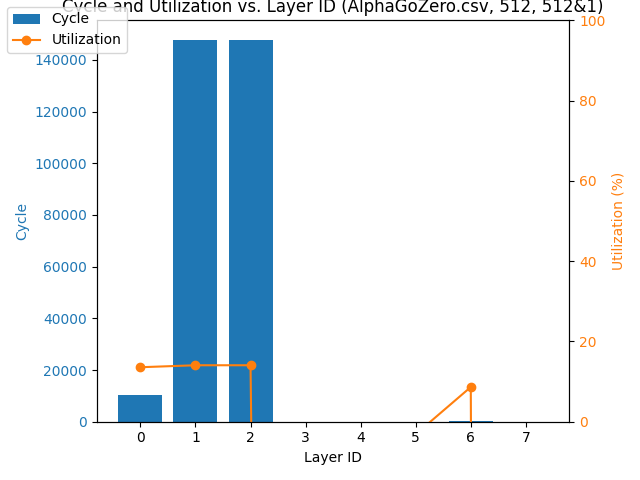 Cycle and Utilization vs. Layer ID (AlphaGoZero.csv, 512, 512&1)
Cycle
Utilization
140000
120000
100000
80000
60000
40000
20000
0
Cycle
100
80
60
40
20
0
Utilization (%)
0 1 2 3 4 5 6 7
Layer ID